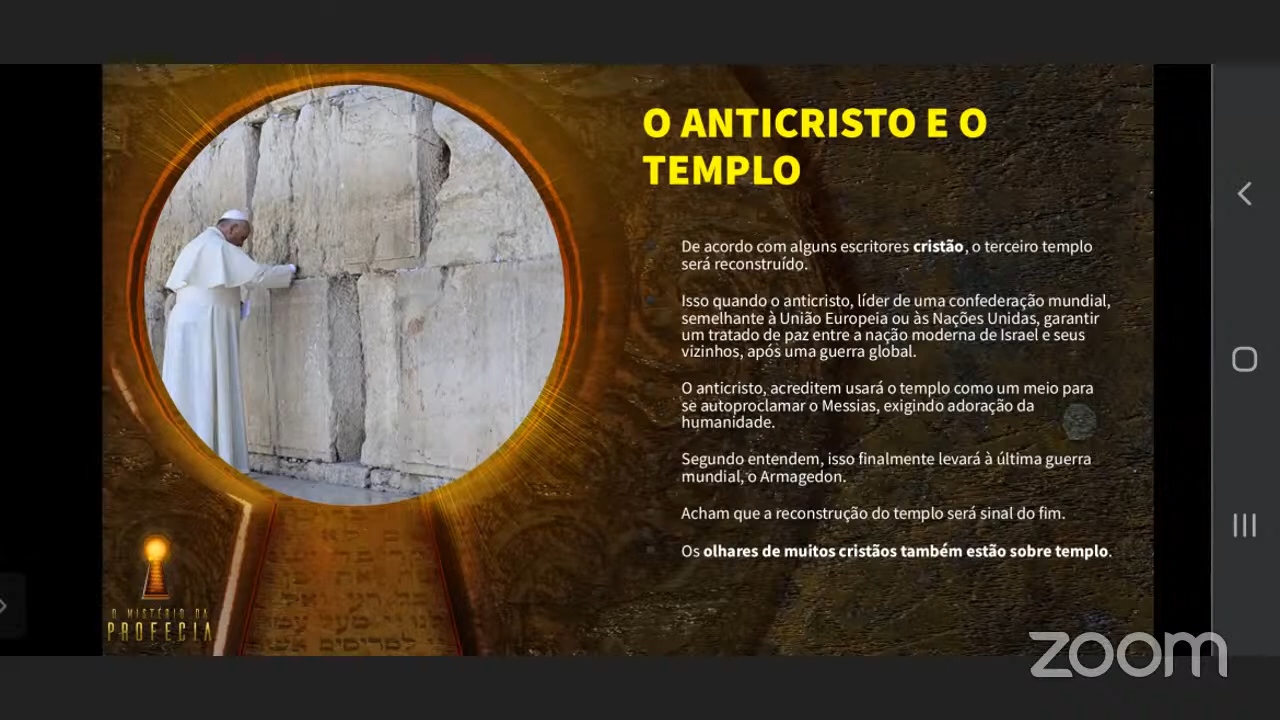 O ANTICRISTO E O
TEMPLO
De acordo com alguns escritores cristão, o terceiro templo
será reconstruído.
Isso quando o anticristo, líder de uma confederação mundial,
semelhante à União Europeia ou às Nações Unidas, garantir
um tratado de paz entre a nação moderna de Israel e seus
vizinhos, após uma guerra global.
O anticristo, acreditem usará o templo como um meio para
se autoproclamar o Messias, exigindo adoração da
humanidade.
Segundo entendem, isso finalmente levará à última guerra
mundial, o Armagedon.
Acham que a reconstrução do templo será sinal do fim.
Os olhares de muitos cristãos também estão sobre templo.
O MISTÉRIO DA
PROFECIA
zoom